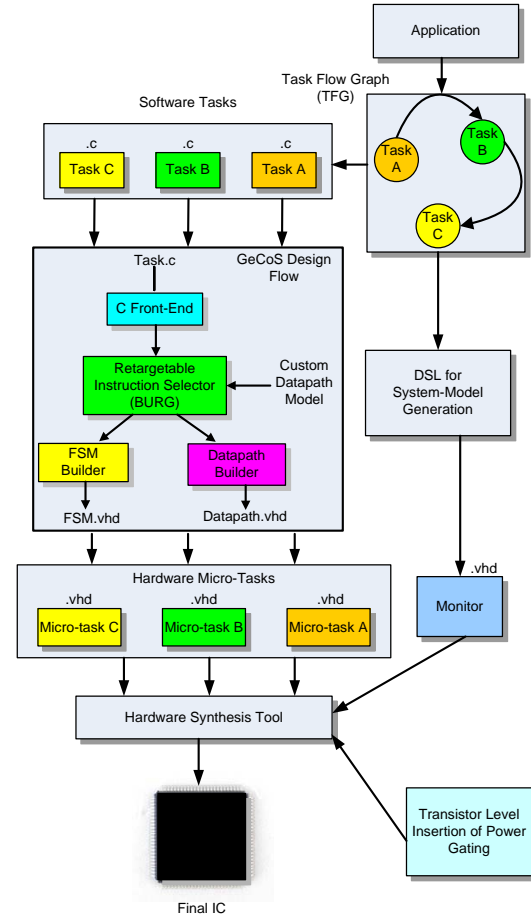 Application
Task Flow Graph
(TFG)
Software Tasks
.c
.c
.c
Task C
Task B
Task A
Task
A
Task
B
Task
C
Task.c
GeCoS Design
Flow
C Front-End
Retargetable
Instruction Selector
(BURG)
Custom
Datapath
Model
FSM
Builder
Datapath
Builder
FSM.vhd
Datapath.vhd
DSL for
System-Model
Generation
.vhd
Monitor
Hardware Micro-Tasks
.vhd
.vhd
.vhd
Micro-task C
Micro-task B
Micro-task A
Hardware Synthesis Tool
Transistor Level
Insertion of Power
Gating
Final IC